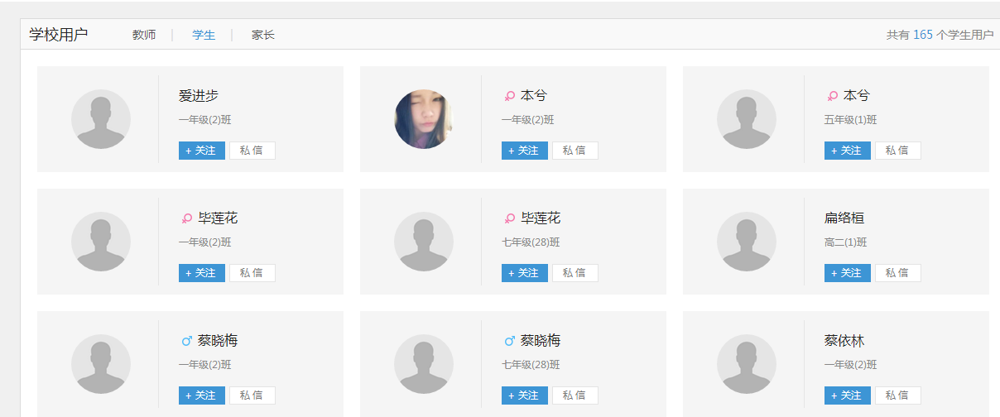 学校用户 教师 学生 家长 共有 165 个学生用户
爱进步 本兮 本兮
一年级(2)班 一年级(2)班 五年级(1)班
+ 关注 私信 + 关注 私信 + 关注 私信
毕莲花 毕莲花 扁络桓
一年级(2)班 七年级(28)班 高二(1)班
+ 关注 私信 + 关注 私信 + 关注 私信
蔡晓梅 蔡晓梅 蔡依林
一年级(2)班 七年级(28)班 一年级(2)班
+ 关注 私信 + 关注 私信 + 关注 私信